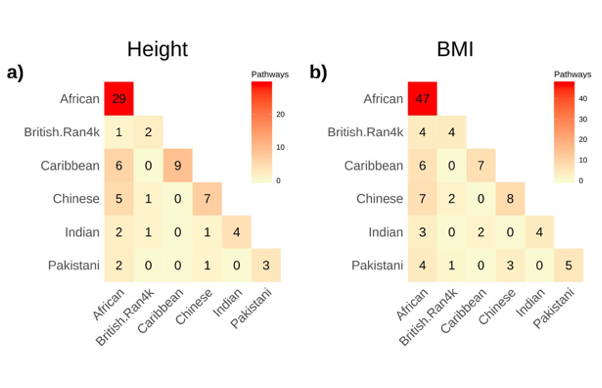 Height
a)
Pathways
20
10
0
African 29
British.Ran4k 1 2
Caribbean 6 0 9
Chinese 5 1 0 7
Indian 2 1 0 1 4
Pakistani 2 0 0 1 0 3
African British.Ran4k Caribbean Chinese Indian Pakistani
BMI
b)
Pathways
40
30
20
10
0
African 47
British.Ran4k 4 4
Caribbean 6 0 7
Chinese 7 2 0 8
Indian 3 0 2 0 4
Pakistani 4 1 0 3 0 5
African British.Ran4k Caribbean Chinese Indian Pakistani